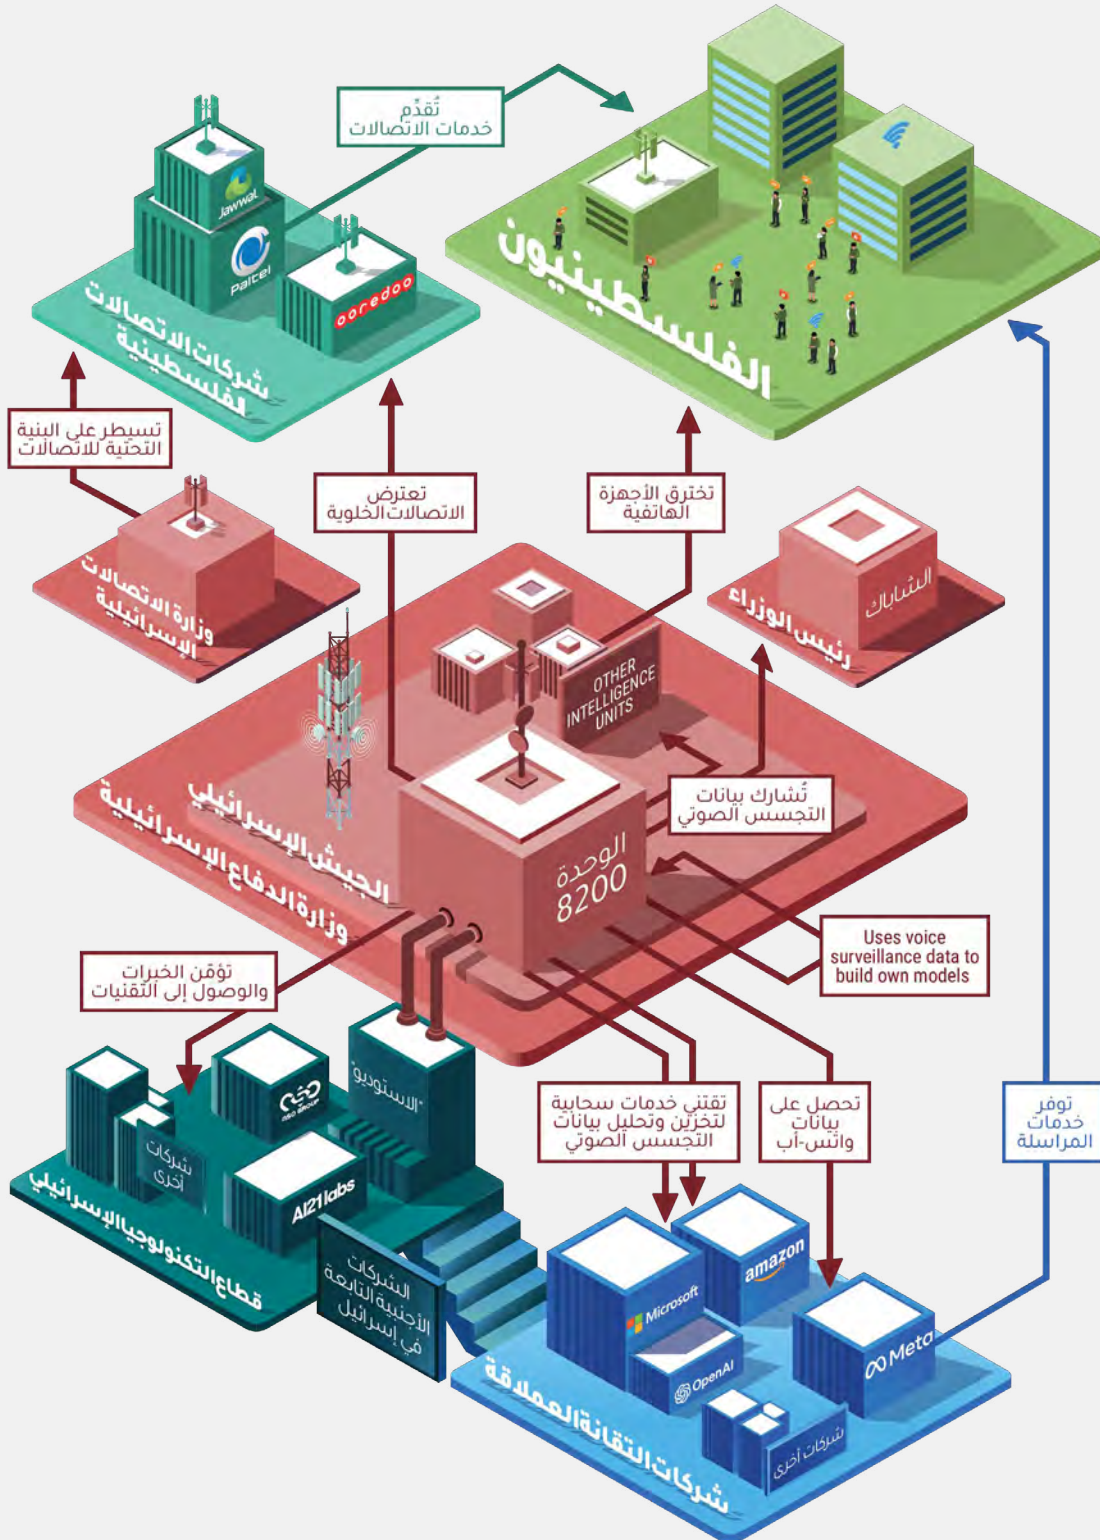 تُقدِّم
خدمات الاتصالات
Jawwal
Paltel
ooredoo
شركات الاتصالات
الفلسطينية
الفلسطينيون
تسيطر على البنية
التحتية للاتصالات
تعترض
الاتصالات الخلوية
تخترق الأجهزة
الهاتفية
وزارة الاتصالات
الإسرائيلية
الشاباك
رئيس الوزراء
OTHER
INTELLIGENCE
UNITS
تُشارك بيانات
التجسس الصوتي
الجيش الإسرائيلي
وزارة الدفاع الإسرائيلية
الوحدة
8200
Uses voice
surveillance data to
build own models
تؤمّن الخبرات
والوصول إلى التقنيات
"الاستوديو"
nso GROUP
شركات
أخرى
AI21labs
قطاع التكنولوجيا الإسرائيلي
تقتني خدمات سحابية
لتخزين وتحليل بيانات
التجسس الصوتي
تحصل على
بيانات
واتس-أب
توفر
خدمات
المراسلة
الشركات
الأجنبية التابعة
في إسرائيل
Microsoft
amazon
OpenAI
Meta
شركات أخرى
شركات التقانة العملاقة